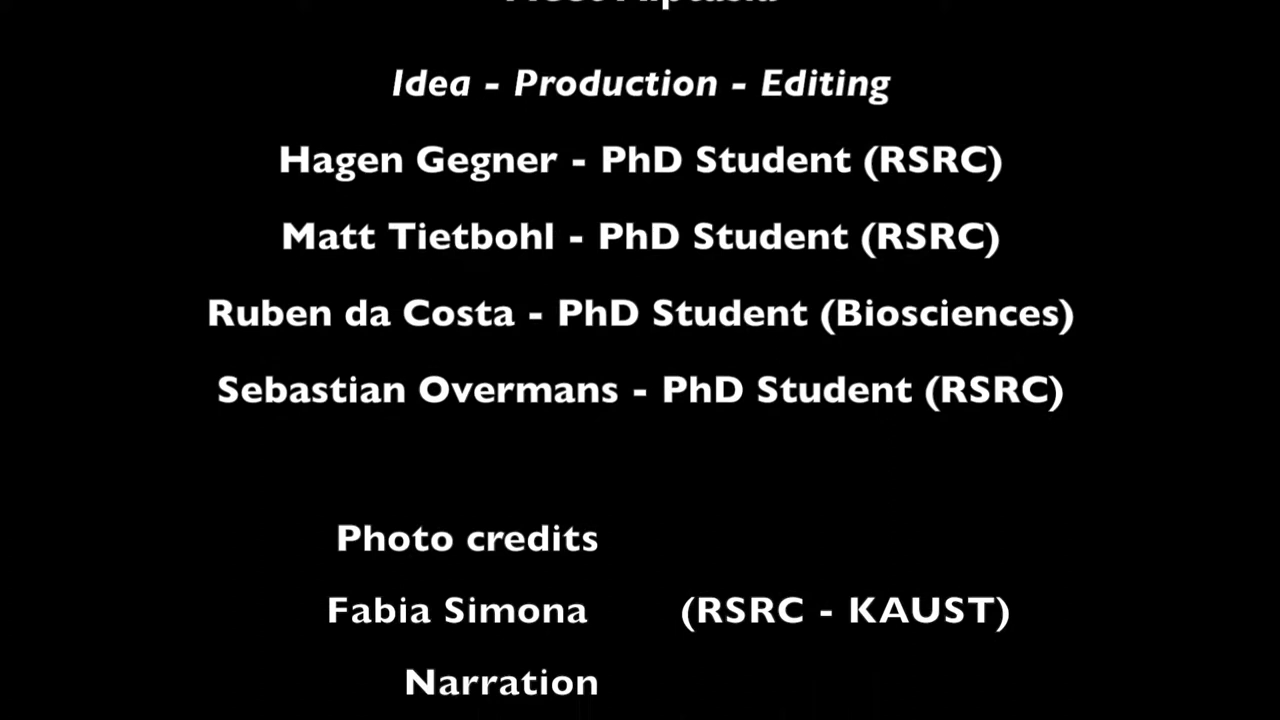 Idea - Production - Editing
Hagen Gegner - PhD Student (RSRC)
Matt Tietbohl - PhD Student (RSRC)
Ruben da Costa - PhD Student (Biosciences)
Sebastian Overmans - PhD Student (RSRC)
Photo credits
Fabia Simona (RSRC - KAUST)
Narration